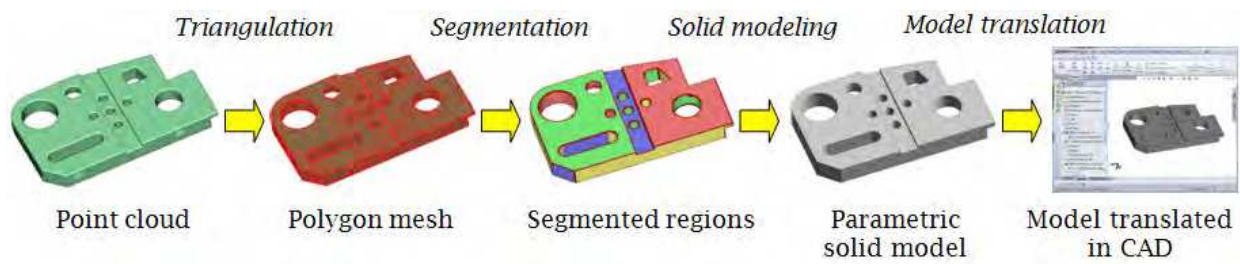 Triangulation
Segmentation
Solid modeling
Model translation
Point cloud
Polygon mesh
Segmented regions
Parametric
solid model
Model translated
in CAD